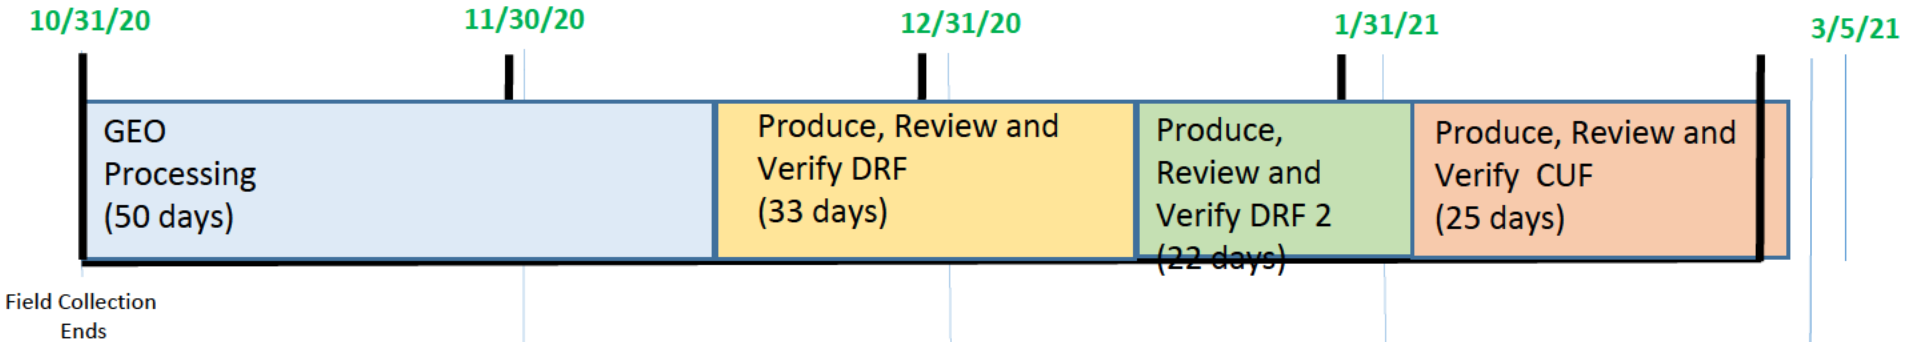 10/31/20
11/30/20
12/31/20
1/31/21
3/5/21
GEO
Processing
(50 days)
Produce, Review and
Verify DRF
(33 days)
Produce,
Review and
Verify DRF 2
(22 days)
Produce, Review and
Verify CUF
(25 days)
Field Collection
Ends